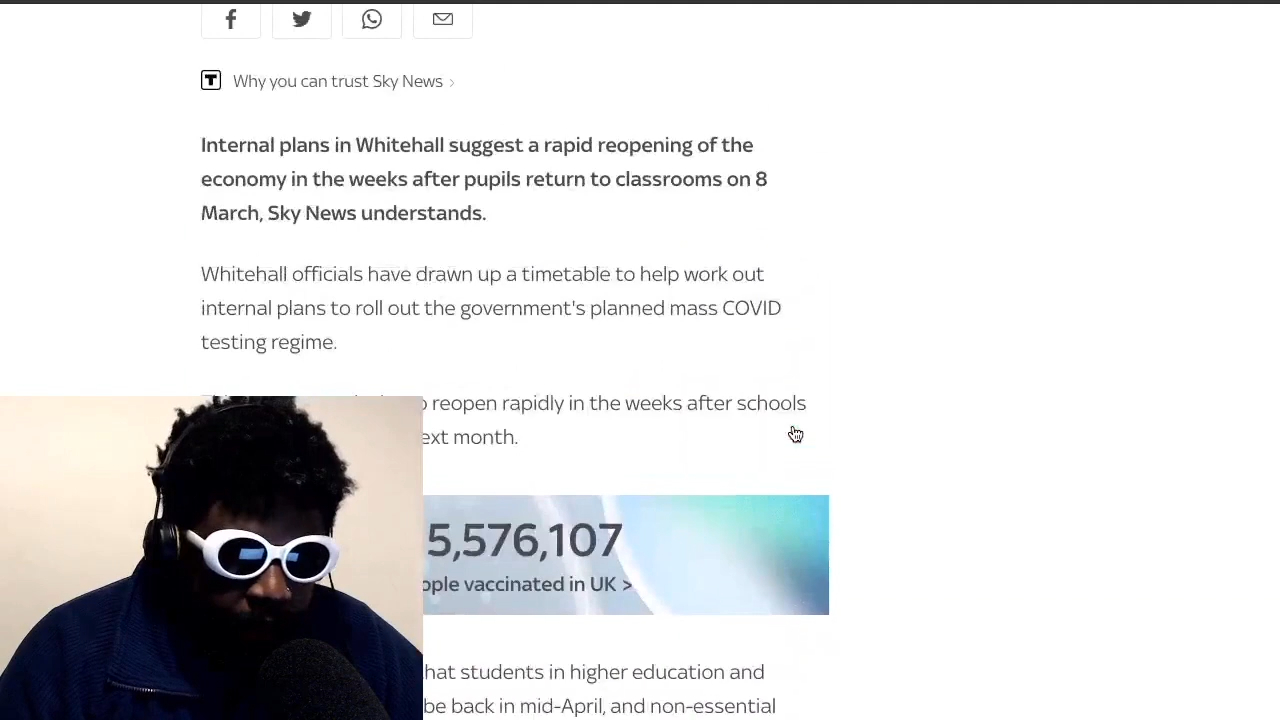 Why you can trust Sky News >
Internal plans in Whitehall suggest a rapid reopening of the
economy in the weeks after pupils return to classrooms on 8
March, Sky News understands.
Whitehall officials have drawn up a timetable to help work out
internal plans to roll out the government's planned mass COVID
testing regime.
reopen rapidly in the weeks after schools
month.
5,576,107
vaccinated in UK >
students in higher education and
be back in mid-April, and non-essential